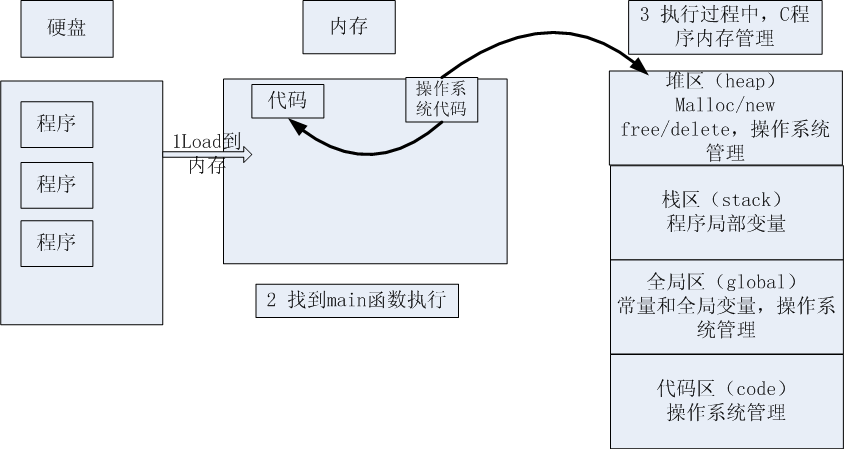 硬盘
内存
3 执行过程中，C程
序内存管理
程序
程序
程序
1Load到
内存
代码
操作系
统代码
2 找到main函数执行
堆区（heap）
Malloc/new
free/delete，操作系统
管理
栈区（stack）
程序局部变量
全局区（global）
常量和全局变量，操作系
统管理
代码区（code）
操作系统管理